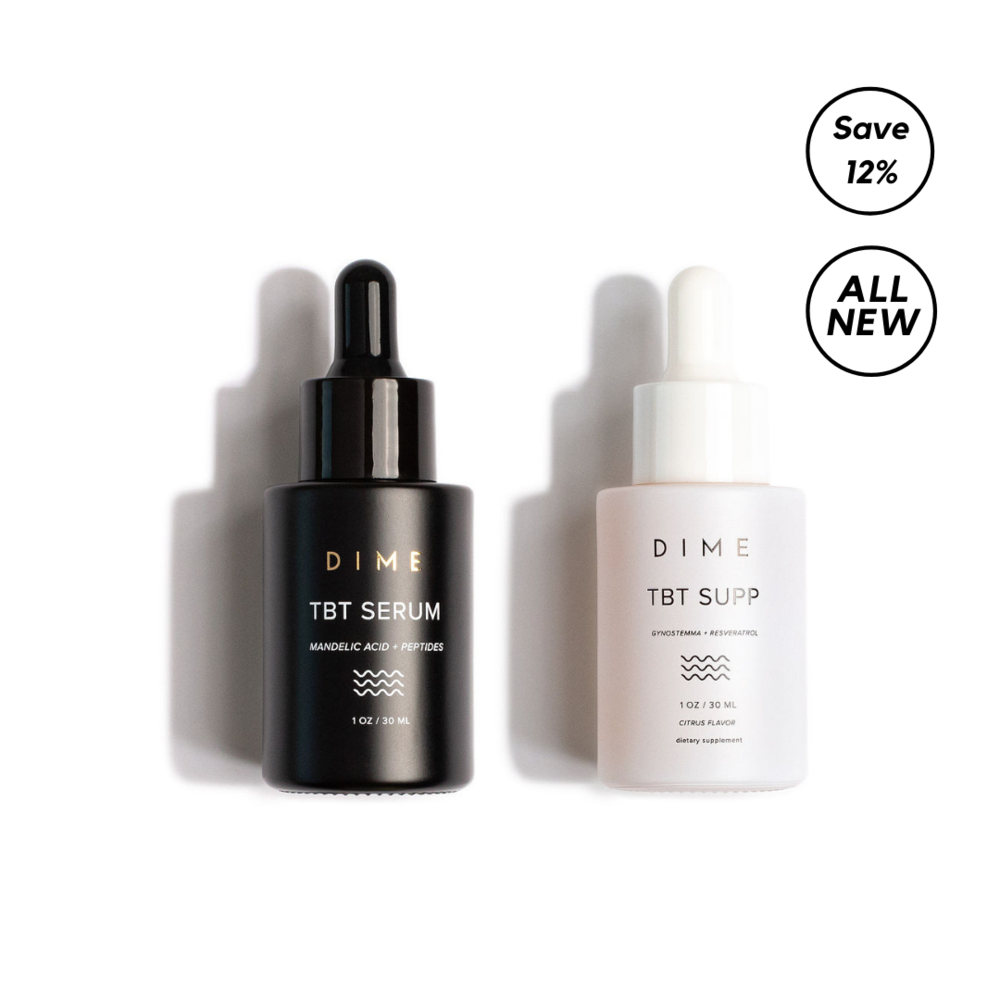 Save
12%
ALL
NEW
DIME
TBT SERUM
MANDELIC ACID + PEPTIDES
1 OZ / 30 ML
DIME
TBT SUPP
GYNOSTEMMA + RESVERATROL
1 OZ / 30 ML
CITRUS FLAVOR
dietary supplement